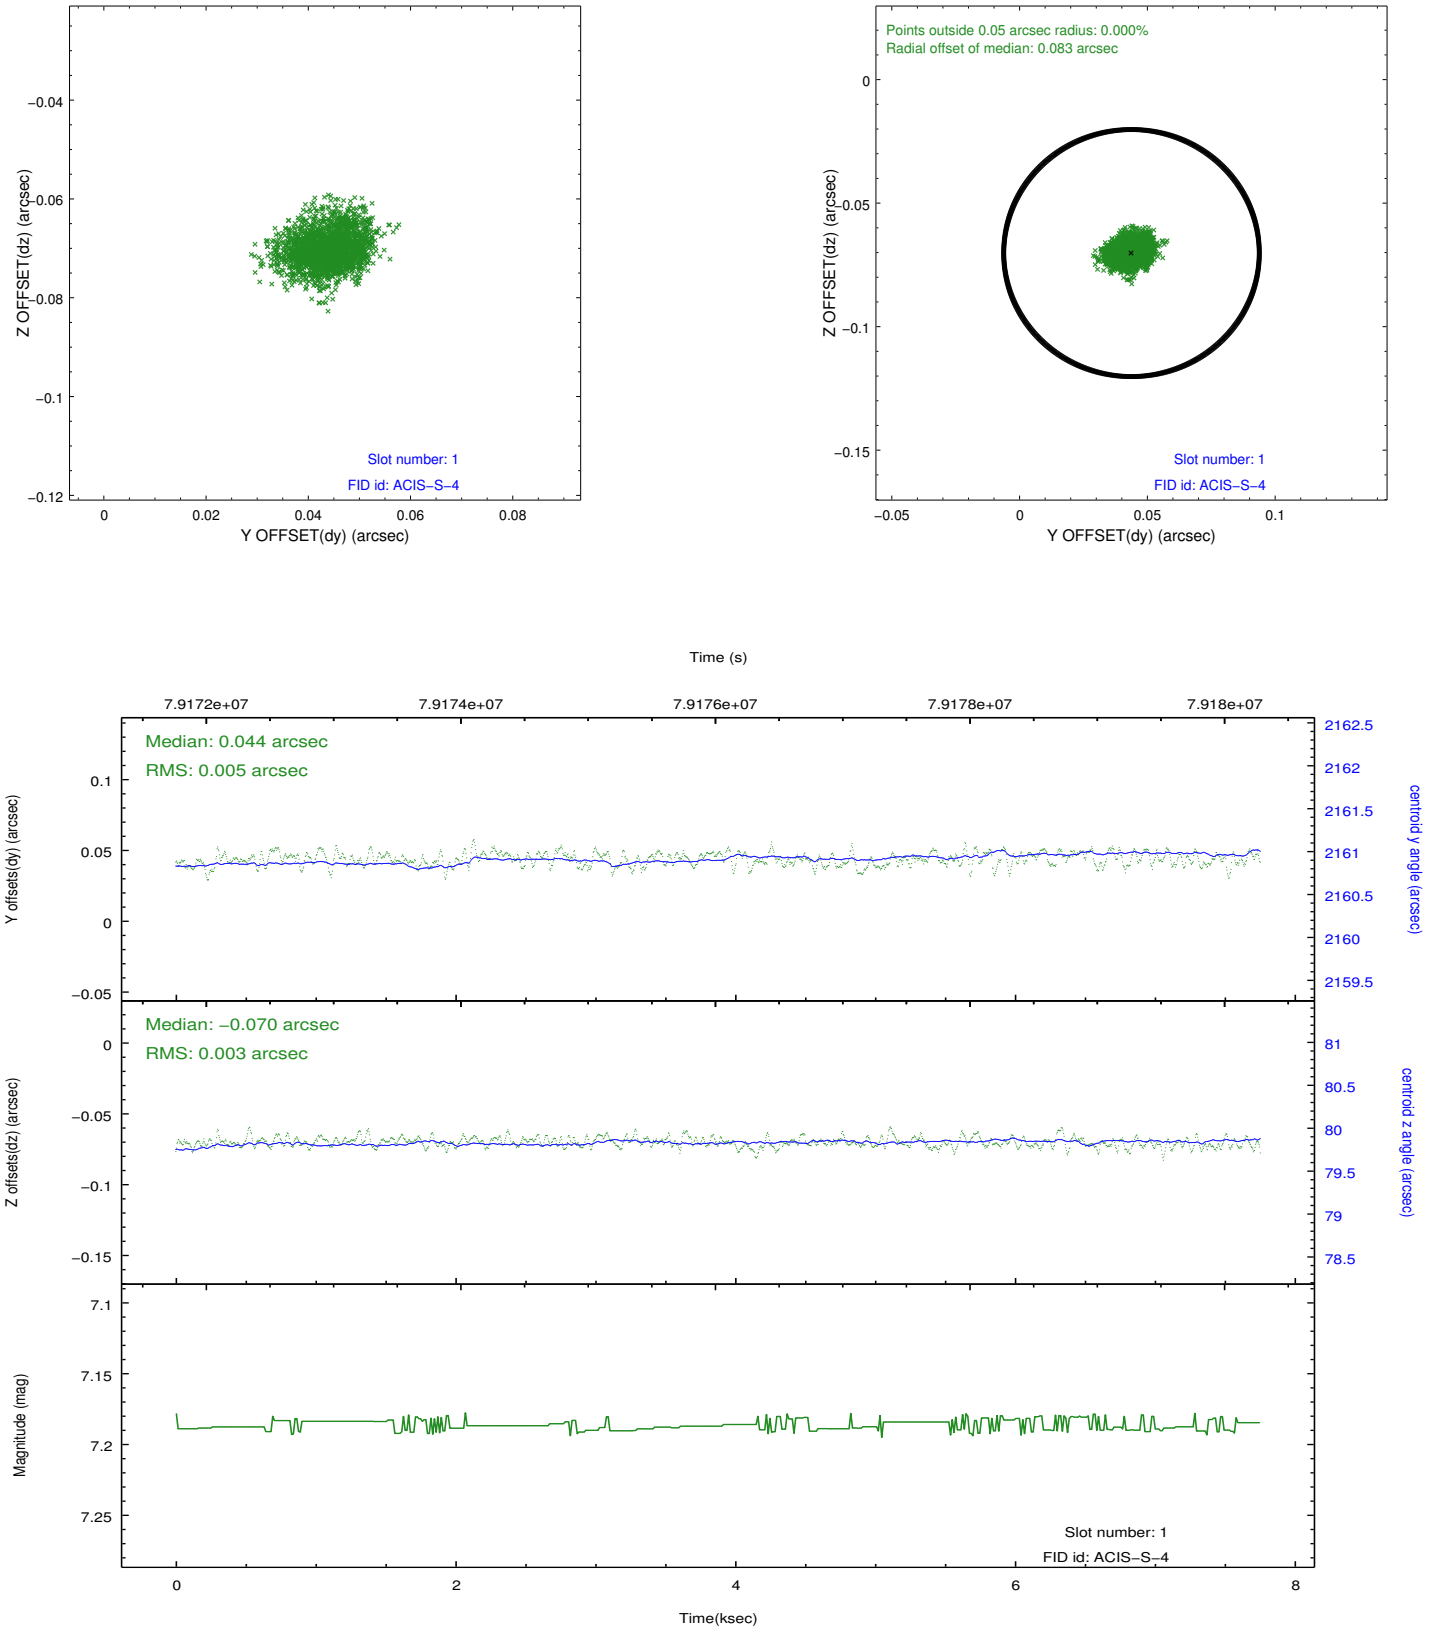 −0.04
−0.06
−0.08
−0.1
−0.12
Z OFFSET(dz) (arcsec)
Slot number: 1
FID id: ACIS−S−4
0 0.02 0.04 0.06 0.08
Y OFFSET(dy) (arcsec)
Points outside 0.05 arcsec radius: 0.000%
Radial offset of median: 0.083 arcsec
0
−0.05
−0.1
−0.15
Z OFFSET(dz) (arcsec)
Slot number: 1
FID id: ACIS−S−4
−0.05 0 0.05 0.1
Y OFFSET(dy) (arcsec)
Time (s)
7.9172e+07 7.9174e+07 7.9176e+07 7.9178e+07 7.918e+07
Median: 0.044 arcsec
RMS: 0.005 arcsec
0.1
0.05
0
−0.05
Y offsets(dy) (arcsec)
2162.5
2162
2161.5
2161
2160.5
2160
2159.5
centroid y angle (arcsec)
Median: −0.070 arcsec
RMS: 0.003 arcsec
0
−0.05
−0.1
−0.15
Z offsets(dz) (arcsec)
81
80.5
80
79.5
79
78.5
centroid z angle (arcsec)
7.1
7.15
7.2
7.25
Magnitude (mag)
Slot number: 1
FID id: ACIS−S−4
0 2 4 6 8
Time(ksec)